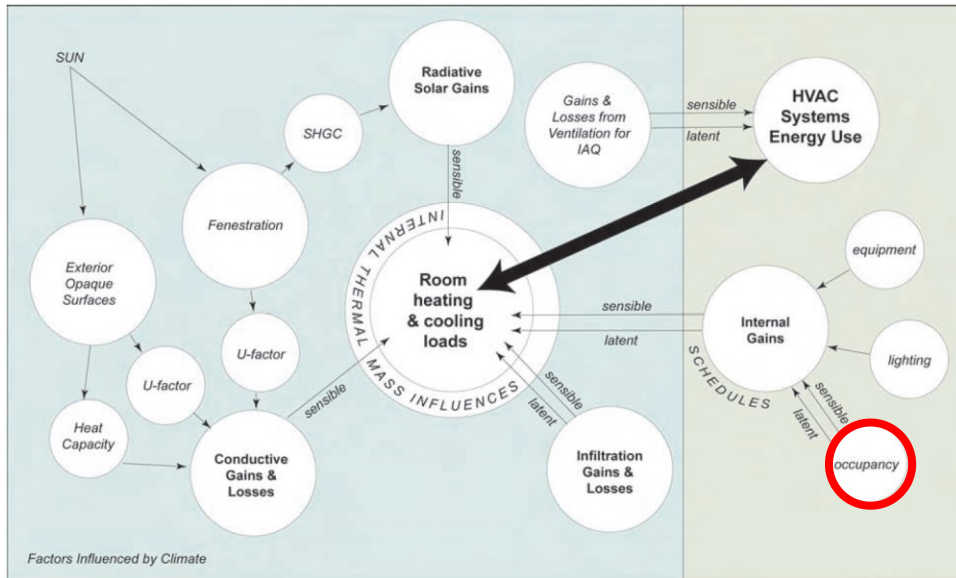 SUN
Radiative
Solar Gains
SHGC
Gains &
Losses from
Ventilation for
IAQ
sensible
latent
HVAC
Systems
Energy Use
Fenestration
sensible
Exterior
Opaque
Surfaces
INTERNAL THERMAL MASS INFLUENCES
Room
heating
& cooling
loads
equipment
sensible
latent
Internal
Gains
SCHEDULES
lighting
U-factor
U-factor
sensible
sensible
latent
sensible
latent
Heat
Capacity
Conductive
Gains &
Losses
Infiltration
Gains &
Losses
occupancy
Factors Influenced by Climate